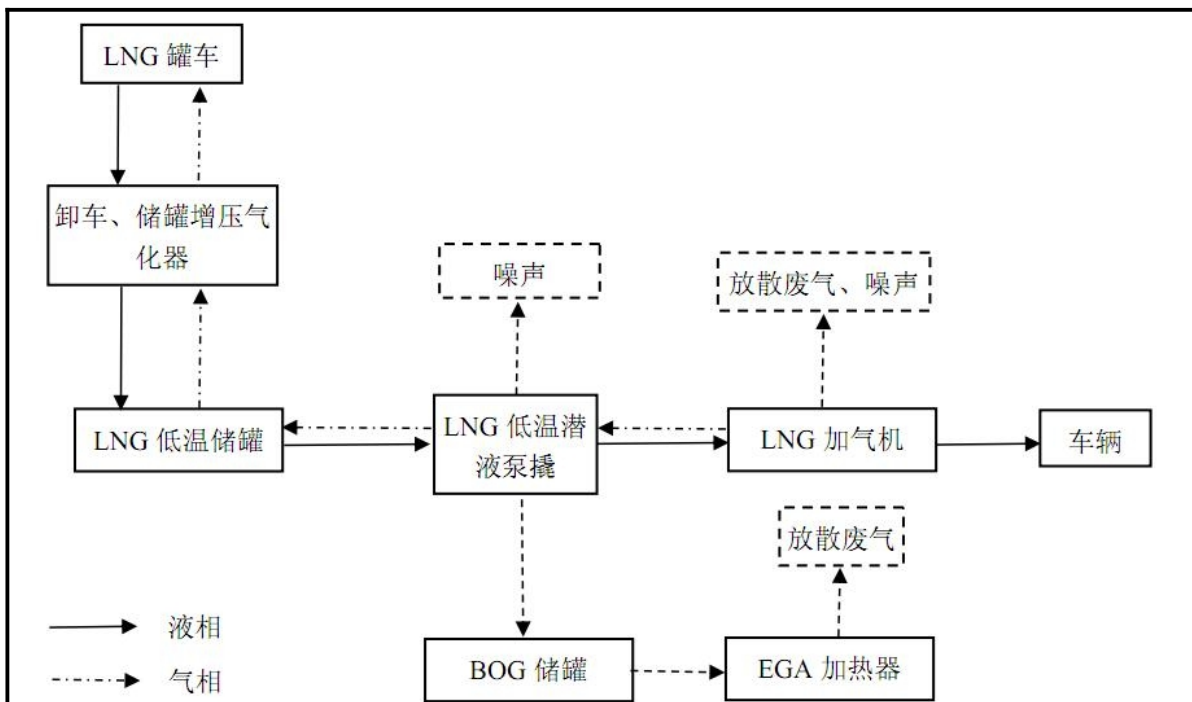 LNG 罐车
卸车、储罐增压气
化器
噪声
放散废气、噪声
LNG 低温储罐
LNG 低温潜
液泵撬
LNG 加气机
车辆
放散废气
液相
气相
BOG 储罐
EGA 加热器